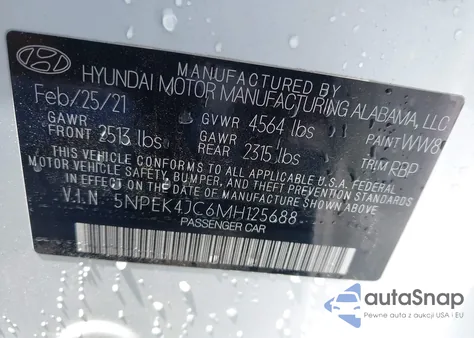 MANUFACTURED BY
HYUNDAI MOTOR MANUFACTURING ALABAMA, LLC
Feb/25/21
GAWR FRONT 2513 lbs
GVWR 4564 lbs
GAWR REAR 2315 lbs
PAINT WW8
TRIM RBP
THIS VEHICLE CONFORMS TO ALL APPLICABLE U.S.A. FEDERAL
MOTOR VEHICLE SAFETY, BUMPER, AND THEFT PREVENTION
STANDARDS IN EFFECT ON THE DATE OF MANUFACTURE SHOWN ABOVE.
V.I.N. 5NPEK4JC6MH125688
PASSENGER CAR
autoSnap
Pewne auta z USA i EU